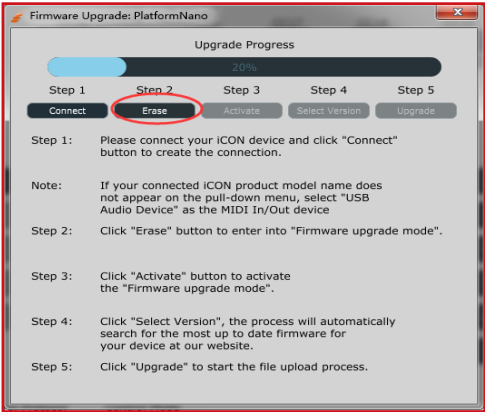 Firmware Upgrade: PlatformNano
Upgrade Progress
20%
Step 1 Step 2 Step 3 Step 4 Step 5
Connect Erase Activate Select Version Upgrade
Step 1: Please connect your iCON device and click "Connect"
button to create the connection.
Note: If your connected iCON product model name does
not appear on the pull-down menu, select "USB
Audio Device" as the MIDI In/Out device
Step 2: Click "Erase" button to enter into "Firmware upgrade mode".
Step 3: Click "Activate" button to activate
the "Firmware upgrade mode".
Step 4: Click "Select Version", the process will automatically
search for the most up to date firmware for
your device at our website.
Step 5: Click "Upgrade" to start the file upload process.